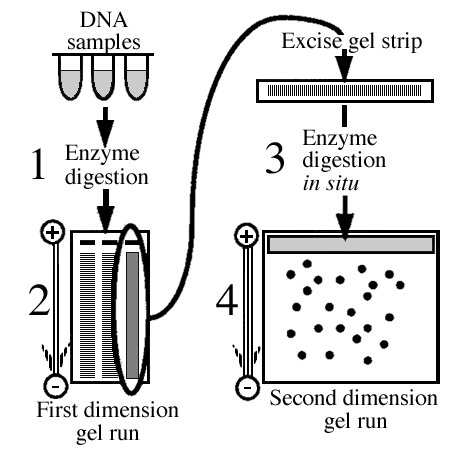 DNA
samples
1
Enzyme
digestion
+
2
-
First dimension
gel run
Excise gel strip
3
Enzyme
digestion
in situ
+
4
-
Second dimension
gel run